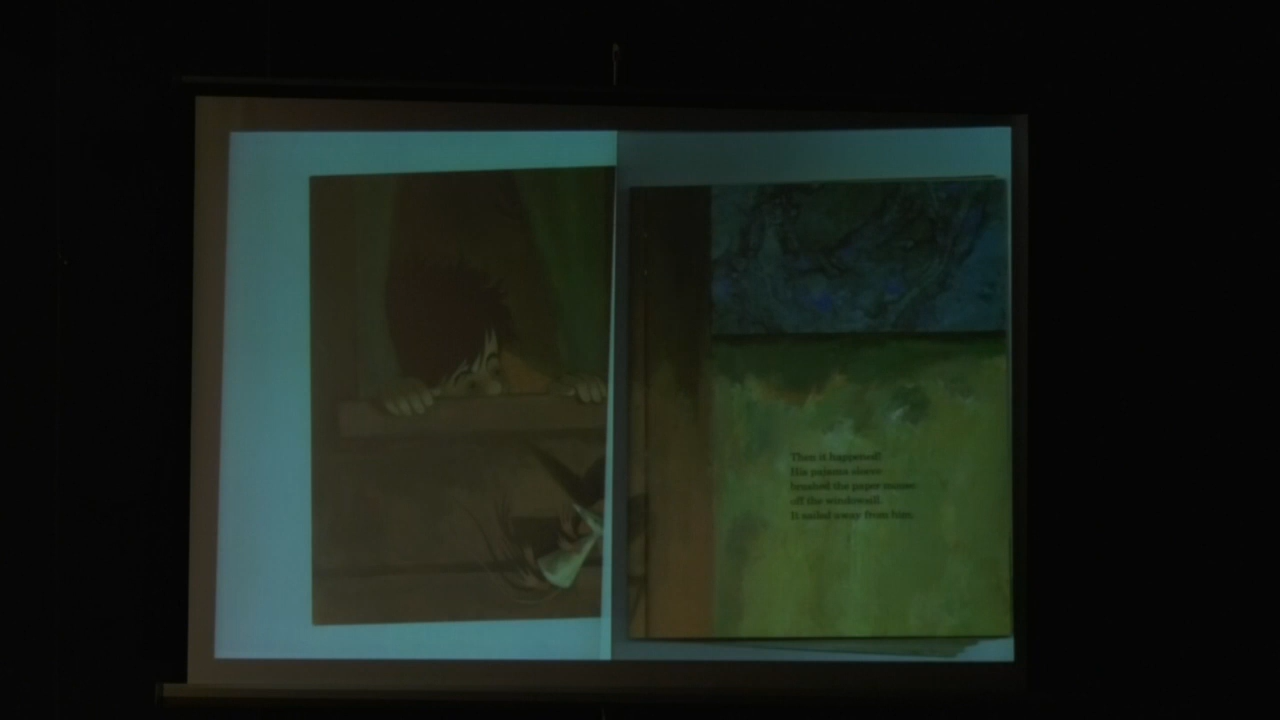 Then it happened!
His pajama sleeve
brushed the paper mouse
off the windowsill.
It sailed away from him.